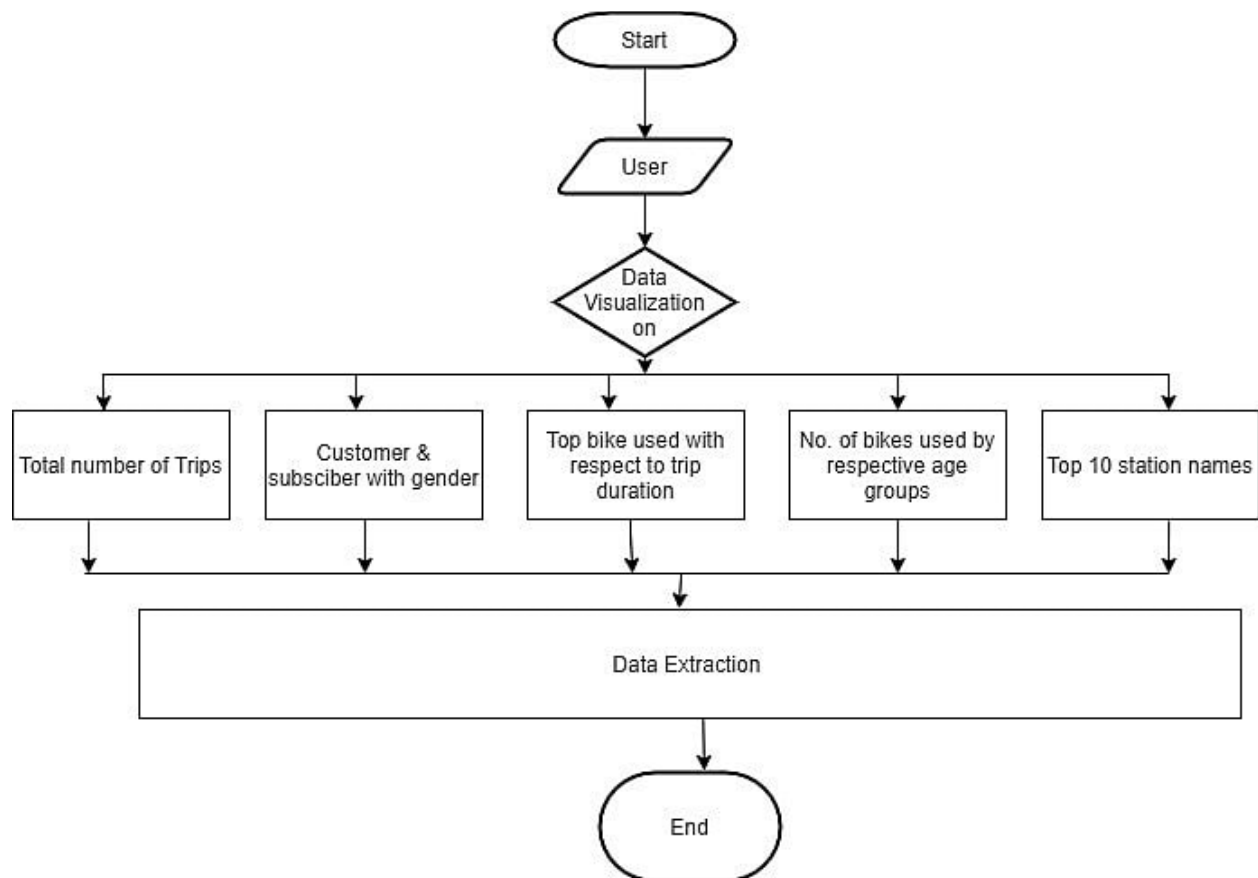 Start
User
Data
Visualization
on
Total number of Trips
Customer &
subsciber with gender
Top bike used with
respect to trip
duration
No. of bikes used by
respective age
groups
Top 10 station names
Data Extraction
End